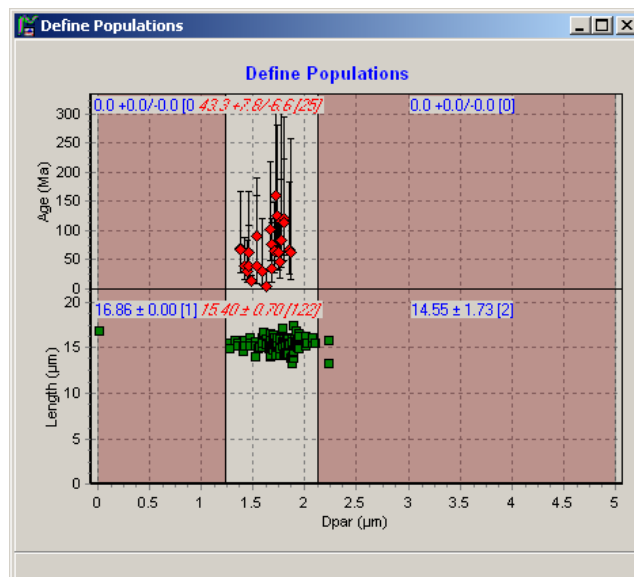 Define Populations
Define Populations
0.0 +0.0/-0.0 [0 43.3 +7.8/-6.6 [25] 0.0 +0.0/-0.0 [0]
300
250
200
150
100
50
0
Age (Ma)
16.86 ± 0.00 [1] 15.40 ± 0.70 [122] 14.55 ± 1.73 [2]
20
15
10
5
0
Length (µm)
0 0.5 1 1.5 2 2.5 3 3.5 4 4.5 5
Dpar (µm)